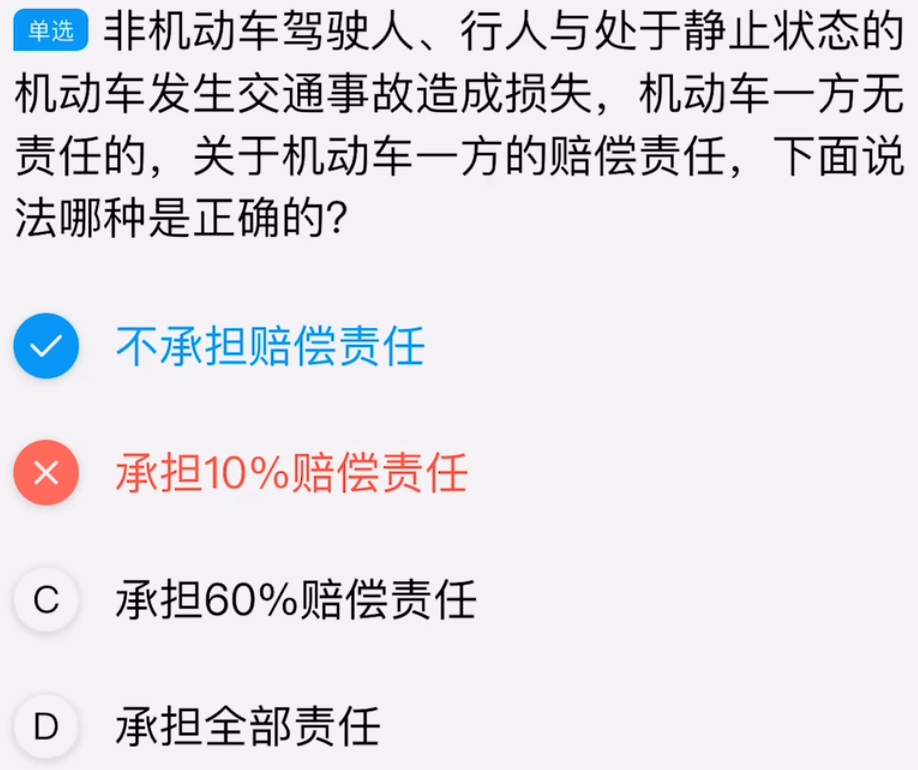 单选 非机动车驾驶人、行人与处于静止状态的
机动车发生交通事故造成损失，机动车一方无
责任的，关于机动车一方的赔偿责任，下面说
法哪种是正确的?
不承担赔偿责任
承担10%赔偿责任
C 承担60%赔偿责任
D 承担全部责任